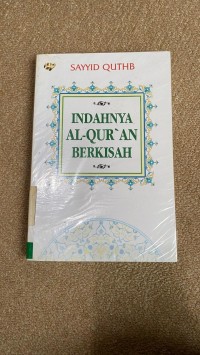 SAYYID QUTHB
INDAHNYA
AL-QUR`AN
BERKISAH